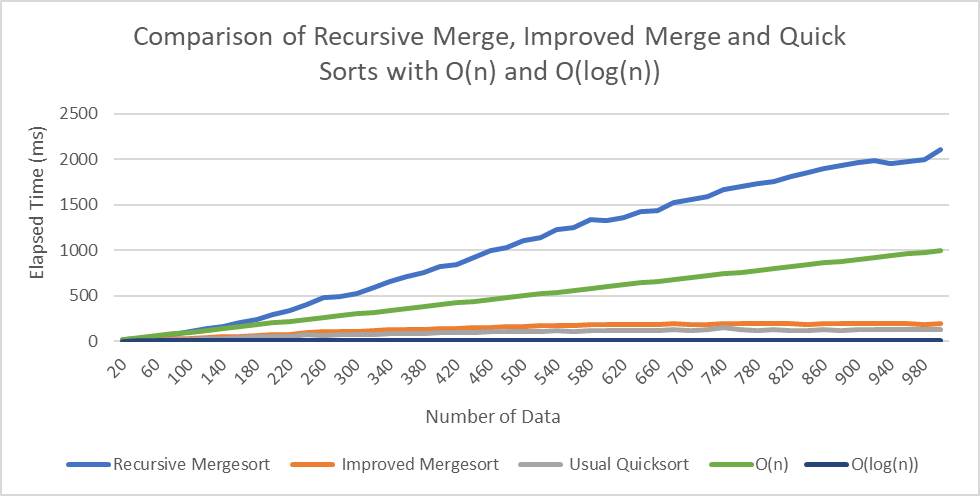 Comparison of Recursive Merge, Improved Merge and Quick
Sorts with O(n) and O(log(n))
2500
2000
1500
1000
500
0
Elapsed Time (ms)
20 60 100 140 180 220 260 300 340 380 420 460 500 540 580 620 660 700 740 780 820 860 900 940 980
Number of Data
Recursive Mergesort Improved Mergesort Usual Quicksort O(n) O(log(n))